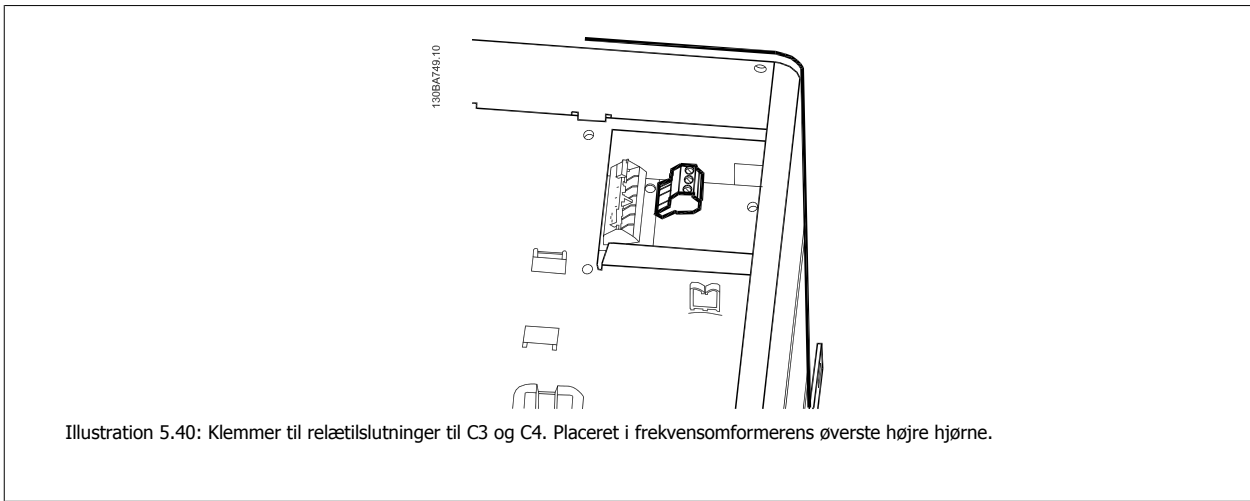 130BA749.10
Illustration 5.40: Klemmer til relætilslutninger til C3 og C4. Placeret i frekvensomformerens øverste højre hjørne.